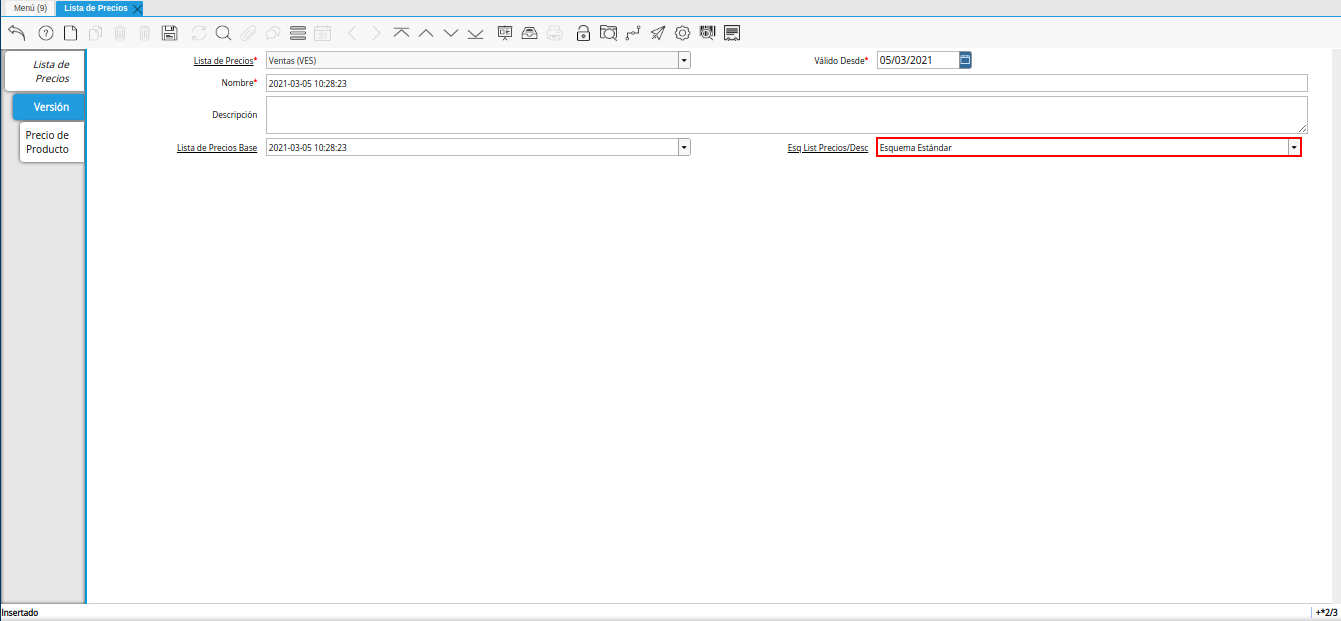 Menú (9) Lista de Precios
31
Lista de
Precios
Versión
Precio de
Producto
Lista de Precios* Ventas (VES) Válido Desde* 05/03/2021
Nombre* 2021-03-05 10:28:23
Descripción
Lista de Precios Base 2021-03-05 10:28:23 Esq List Precios/Desc Esquema Estándar
Insertado +*2/3